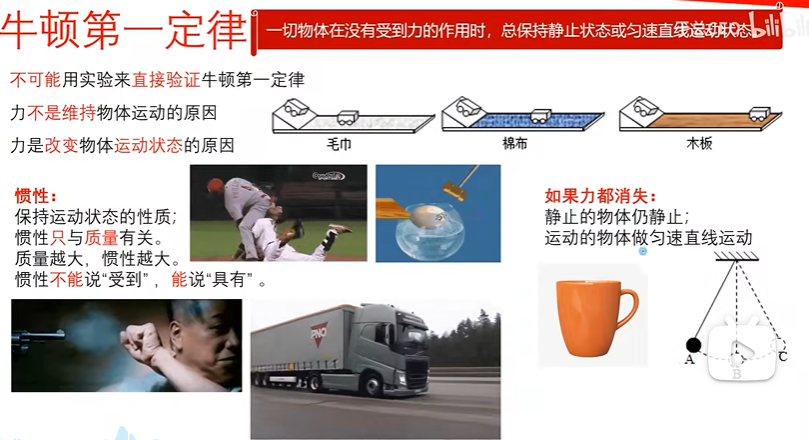 牛顿第一定律
一切物体在没有受到力的作用时，总保持静止状态或匀速直线运动状态。
bilibili
不可能用实验来直接验证牛顿第一定律
力不是维持物体运动的原因
力是改变物体运动状态的原因
毛巾
棉布
木板
惯性：
保持运动状态的性质；
惯性只与质量有关。
质量越大，惯性越大。
惯性不能说“受到”，能说“具有”。
如果力都消失：
静止的物体仍静止；
运动的物体做匀速直线运动
PINO
A
C
B